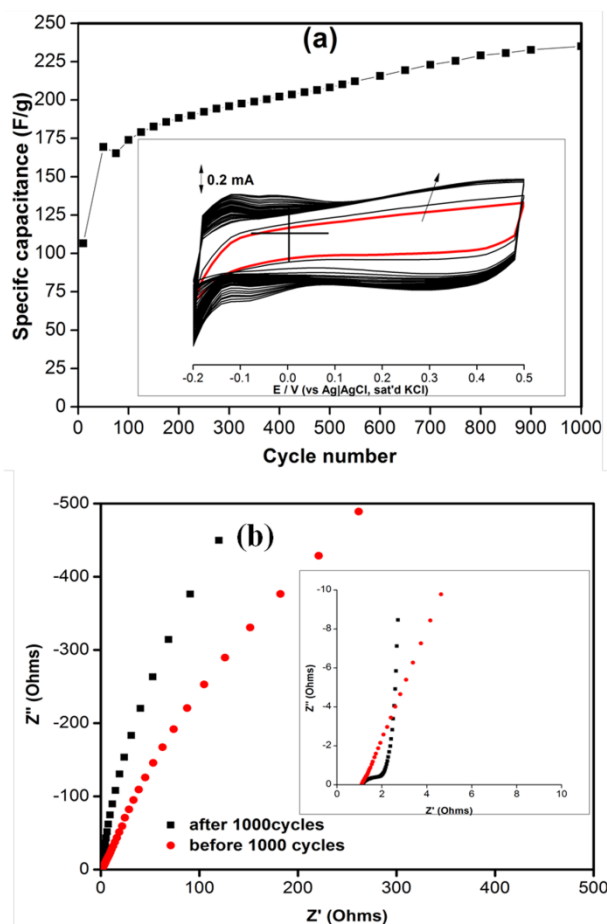 (a)
Specifc capacitance (F/g)
250
225
200
175
150
125
100
75
50
25
0
0.2 mA
-0.2 -0.1 0.0 0.1 0.2 0.3 0.4 0.5
E / V (vs Ag|AgCl, sat'd KCl)
0 100 200 300 400 500 600 700 800 900 1000
Cycle number
(b)
Z'' (Ohms)
-500
-400
-300
-200
-100
0
Z'' (Ohms)
-10
-8
-6
-4
-2
0
0 2 4 6 8 10
Z' (Ohms)
after 1000cycles
before 1000 cycles
0 100 200 300 400 500
Z' (Ohms)